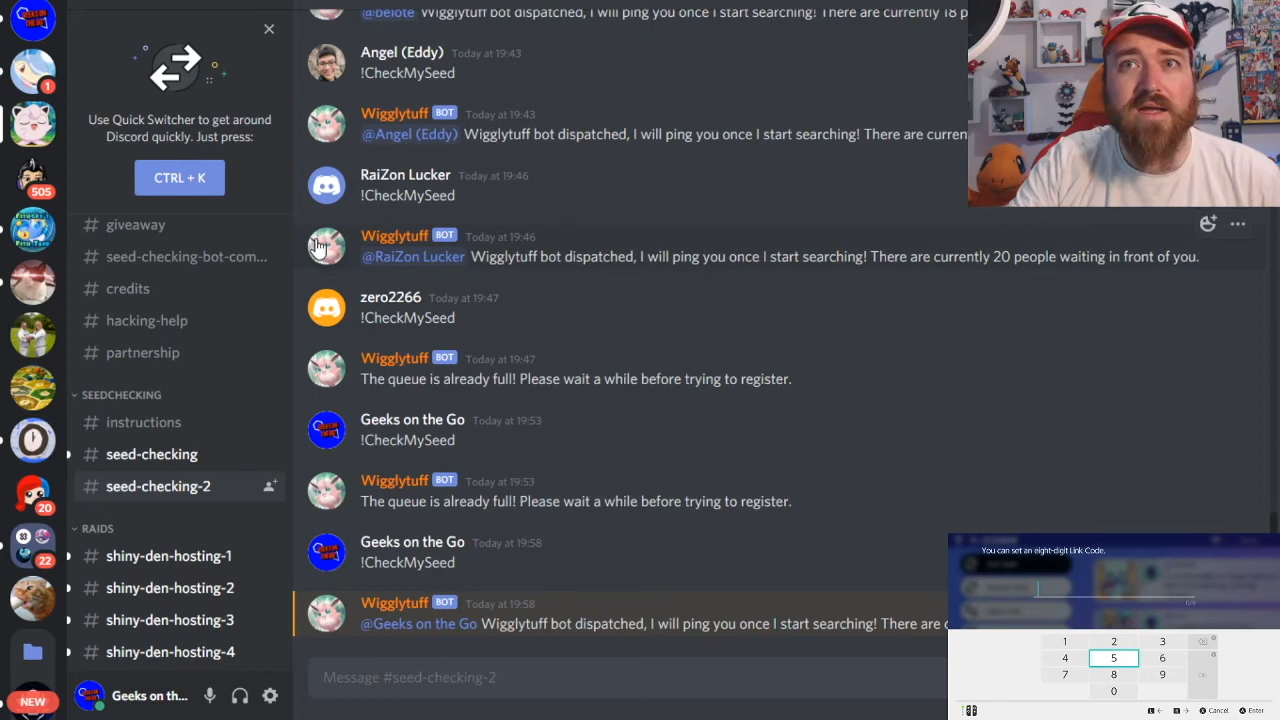 @belote Wigglytuff bot dispatched, I will ping you once I start searching! There are currently 18 p
Angel (Eddy) Today at 19:43
!CheckMySeed
Wigglytuff BOT Today at 19:43
@Angel (Eddy) Wigglytuff bot dispatched, I will ping you once I start searching! There are curren
RaiZon Lucker Today at 19:46
!CheckMySeed
Wigglytuff BOT Today at 19:46
@RaiZon Lucker Wigglytuff bot dispatched, I will ping you once I start searching! There are currently 20 people waiting in front of you.
zero2266 Today at 19:47
!CheckMySeed
Wigglytuff BOT Today at 19:47
The queue is already full! Please wait a while before trying to register.
Geeks on the Go Today at 19:53
!CheckMySeed
Wigglytuff BOT Today at 19:53
The queue is already full! Please wait a while before trying to register.
Geeks on the Go Today at 19:58
!CheckMySeed
Wigglytuff BOT Today at 19:58
@Geeks on the Go Wigglytuff bot dispatched, I will ping you once I start searching! There are c
Message #seed-checking-2
Use Quick Switcher to get around
Discord quickly. Just press:
CTRL + K
# giveaway
# seed-checking-bot-com...
# credits
# hacking-help
# partnership
SEEDCHECKING
# instructions
# seed-checking
# seed-checking-2
RAIDS
# shiny-den-hosting-1
# shiny-den-hosting-2
# shiny-den-hosting-3
# shiny-den-hosting-4
Geeks on th...
1
505
20
22
NEW
You can set an eight-digit Link Code.
0/8
1 2 3
4 5 6
7 8 9
0
OK
L R Cancel Enter